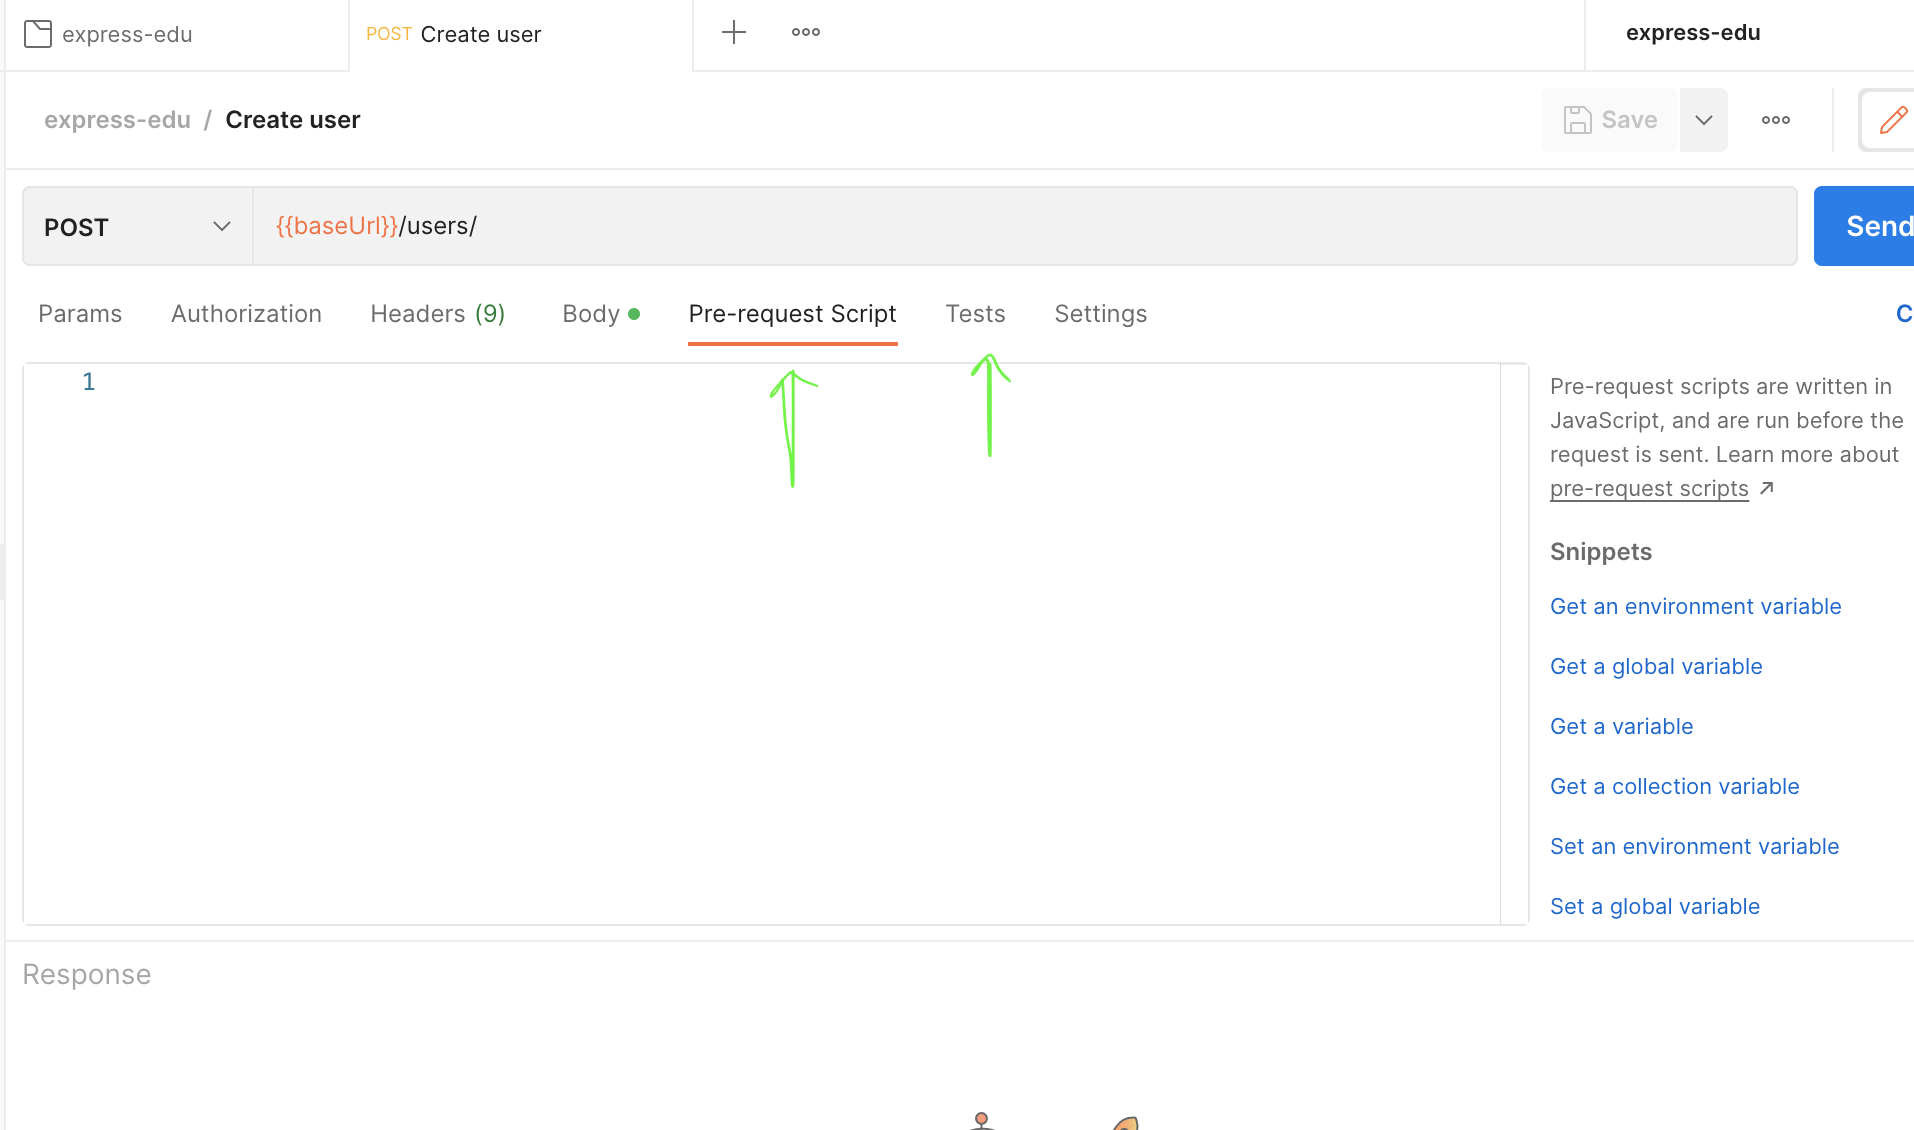 express-edu
POST Create user
express-edu
express-edu / Create user
Save
POST
{{baseUrl}}/users/
Send
Params
Authorization
Headers (9)
Body
Pre-request Script
Tests
Settings
C
1
Pre-request scripts are written in
JavaScript, and are run before the
request is sent. Learn more about
pre-request scripts ↗
Snippets
Get an environment variable
Get a global variable
Get a variable
Get a collection variable
Set an environment variable
Set a global variable
Response